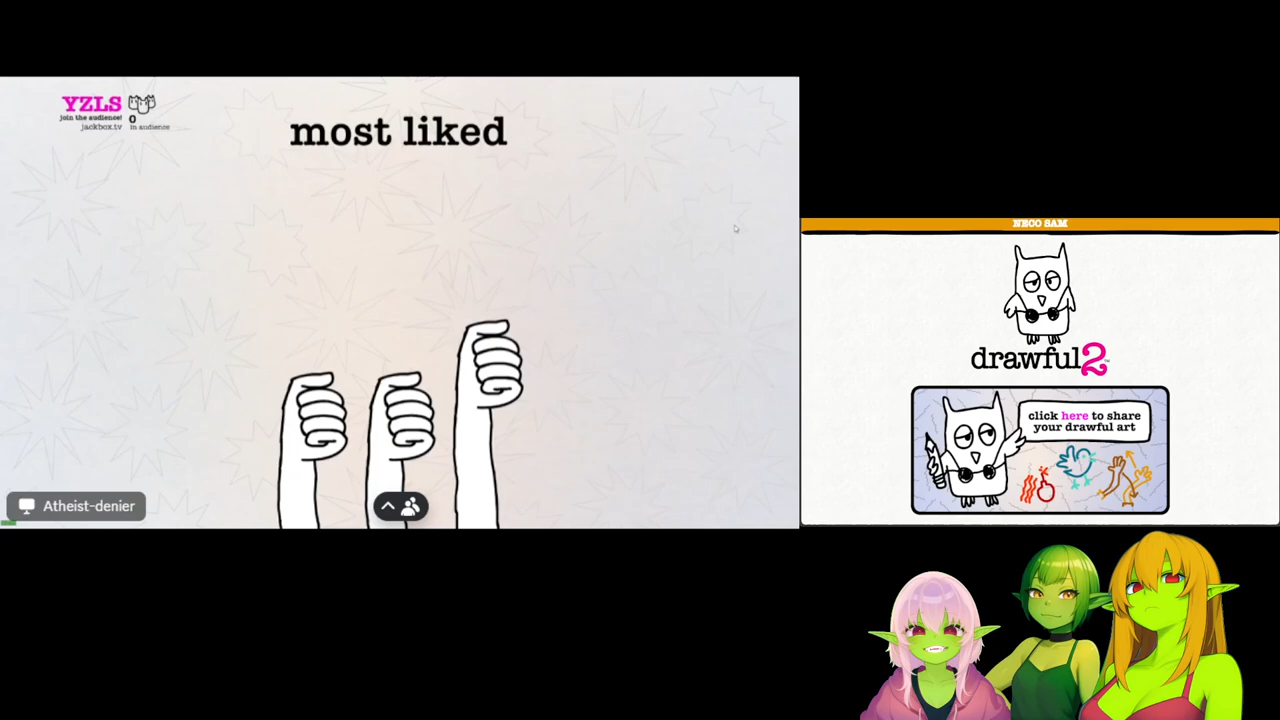 YZLS
join the audience!
jackbox.tv
0
in audience
most liked
Atheist-denier
NECO SAM
drawful2
click here to share
your drawful art